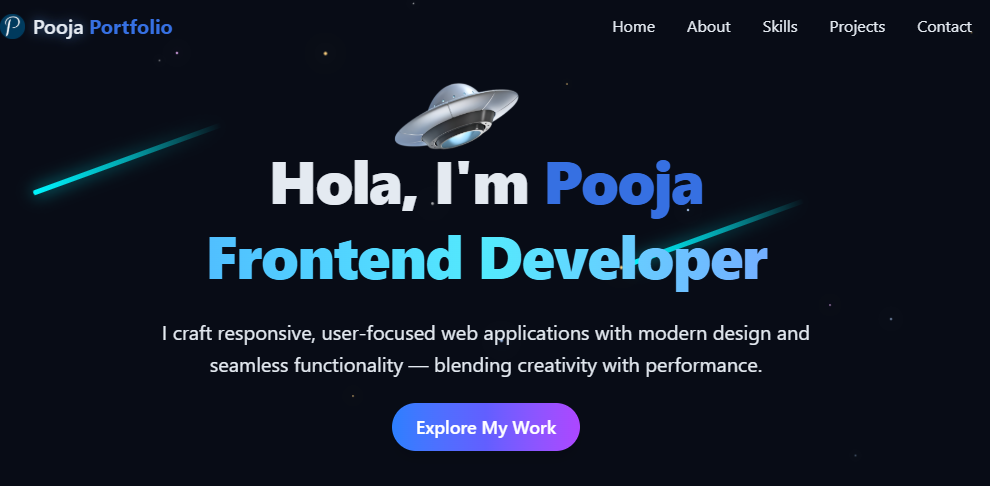 P Pooja Portfolio
Home About Skills Projects Contact
Hola, I'm Pooja
Frontend Developer
I craft responsive, user-focused web applications with modern design and
seamless functionality — blending creativity with performance.
Explore My Work